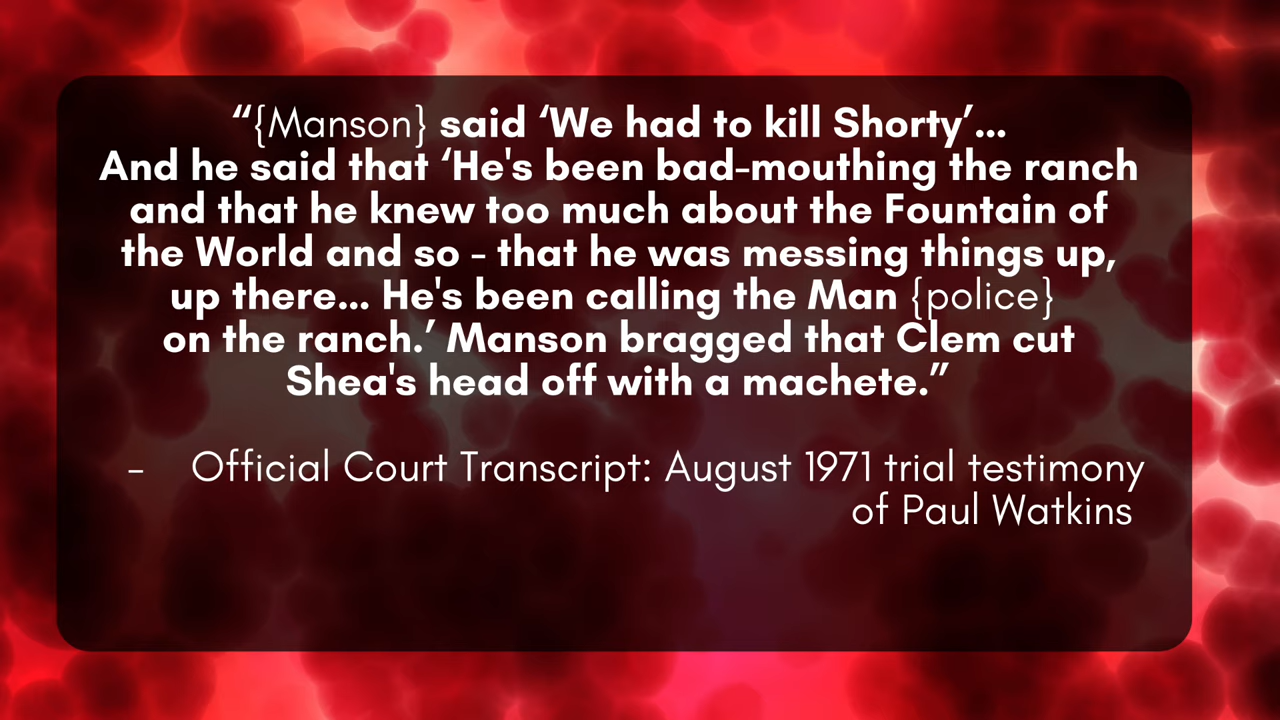 “{Manson} said ‘We had to kill Shorty’...
And he said that ‘He's been bad-mouthing the ranch
and that he knew too much about the Fountain of
the World and so - that he was messing things up,
up there... He's been calling the Man {police}
on the ranch.’ Manson bragged that Clem cut
Shea's head off with a machete.”
- Official Court Transcript: August 1971 trial testimony
of Paul Watkins